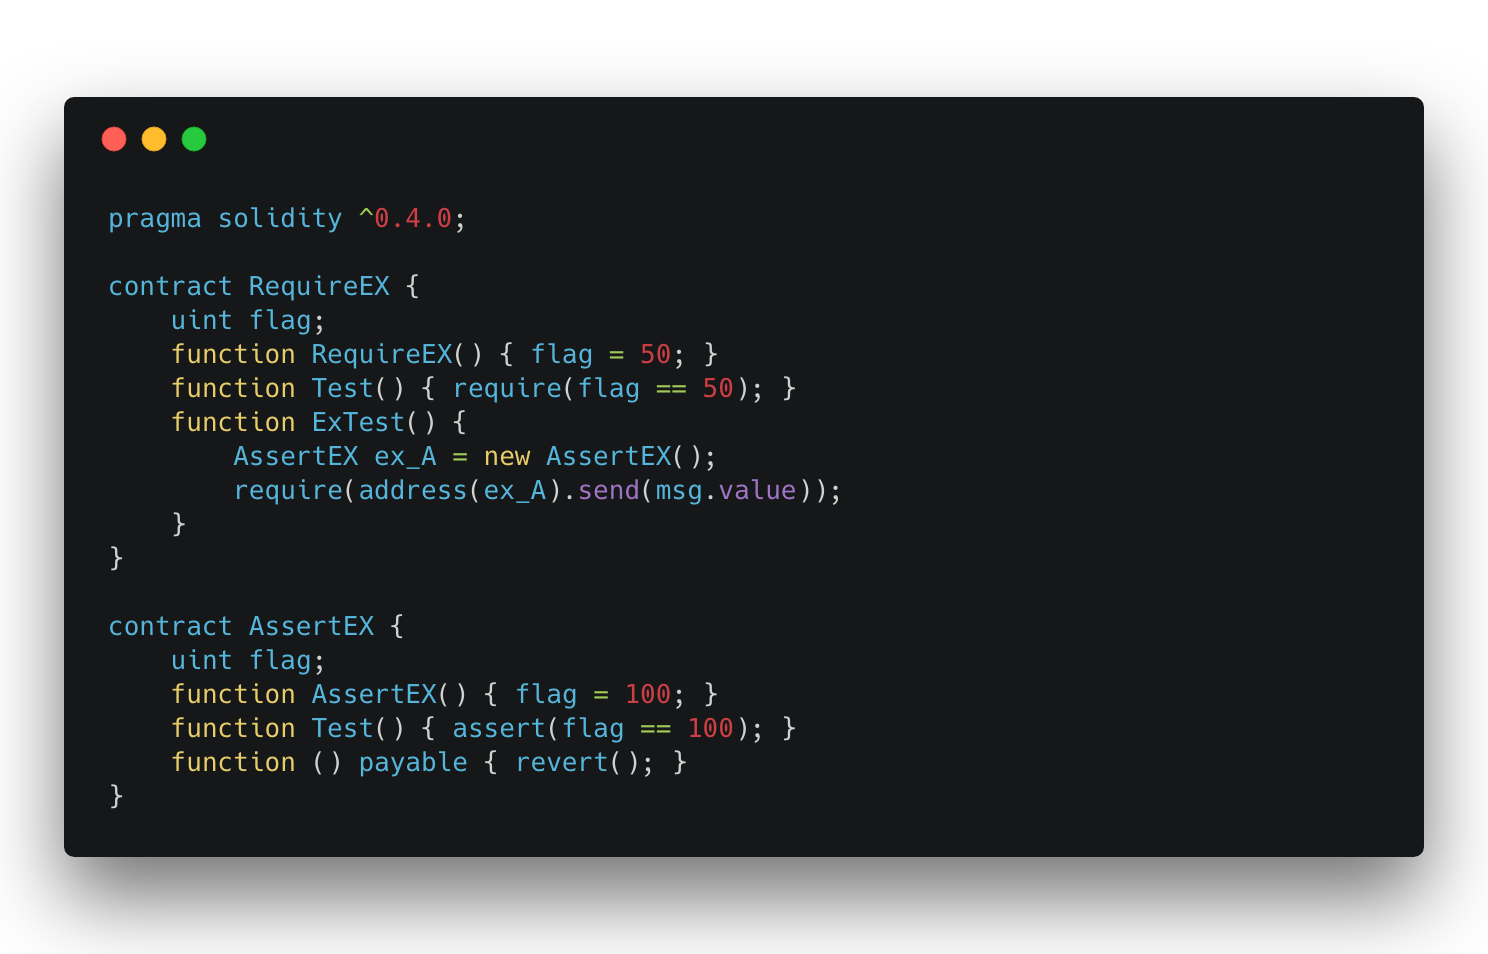 pragma solidity ^0.4.0;

contract RequireEX {
    uint flag;
    function RequireEX() { flag = 50; }
    function Test() { require(flag == 50); }
    function ExTest() {
        AssertEX ex_A = new AssertEX();
        require(address(ex_A).send(msg.value));
    }
}

contract AssertEX {
    uint flag;
    function AssertEX() { flag = 100; }
    function Test() { assert(flag == 100); }
    function () payable { revert(); }
}